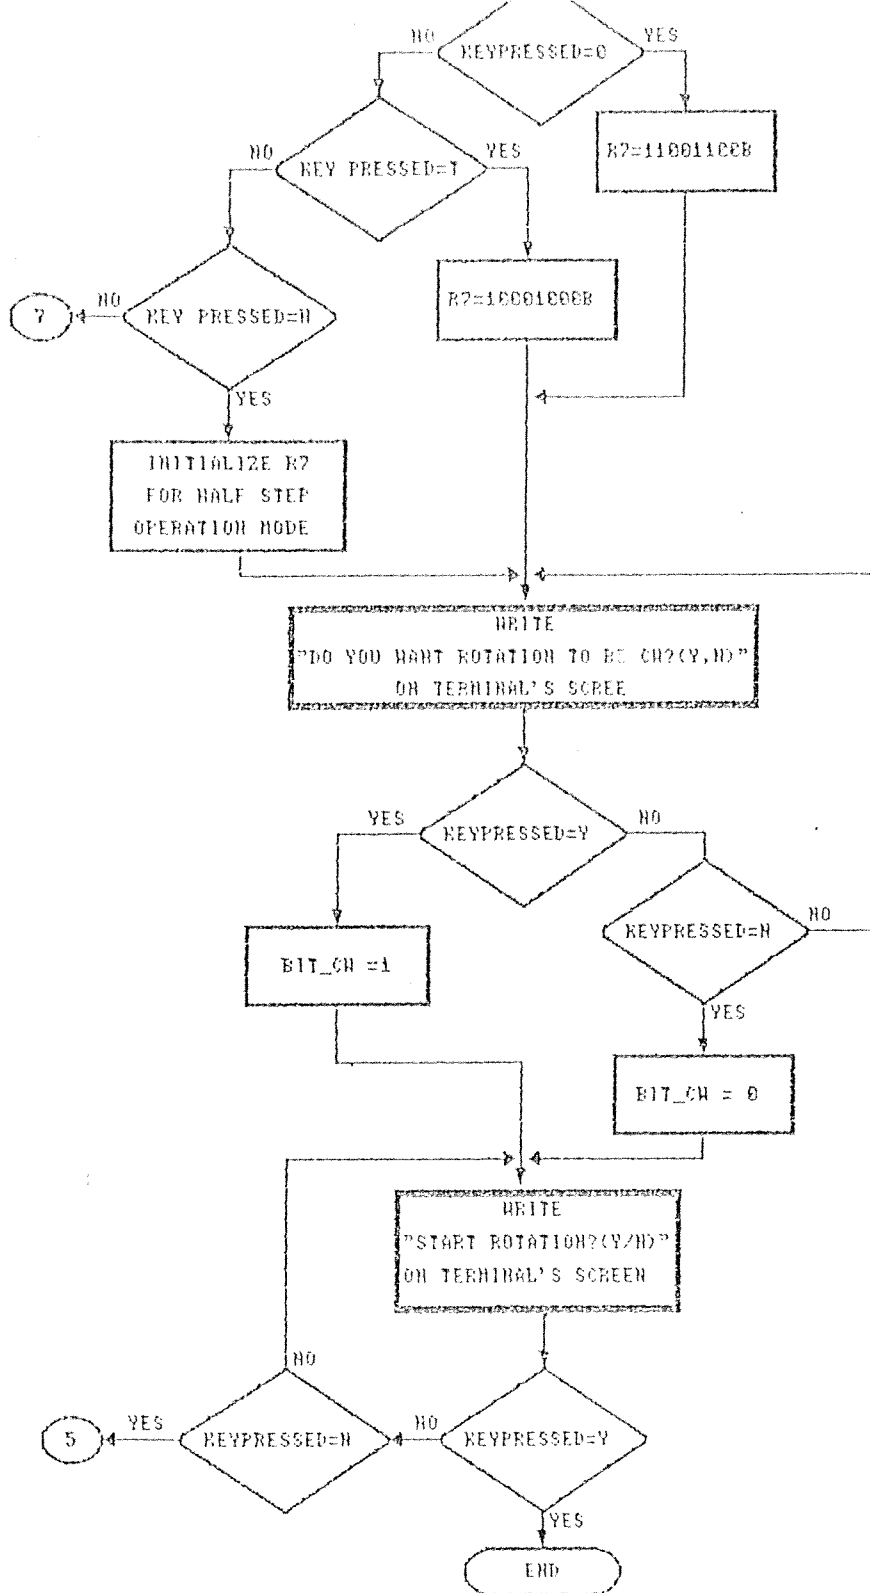 NO
YES
KEYPRESSED=O
NO
YES
KEY PRESSED=T
R7=11001100B
NO
KEY PRESSED=H
7
R7=10001000B
YES
INITIALIZE R7
FOR HALF STEP
OPERATION MODE
WRITE
"DO YOU WANT ROTATION TO BE CW?(Y,N)"
ON TERMINAL'S SCREE
YES
KEYPRESSED=Y
NO
KEYPRESSED=N
NO
BIT_CW =1
YES
BIT_CW = 0
WRITE
"START ROTATION?(Y/N)"
ON TERMINAL'S SCREEN
NO
5
YES
KEYPRESSED=N
NO
KEYPRESSED=Y
YES
END